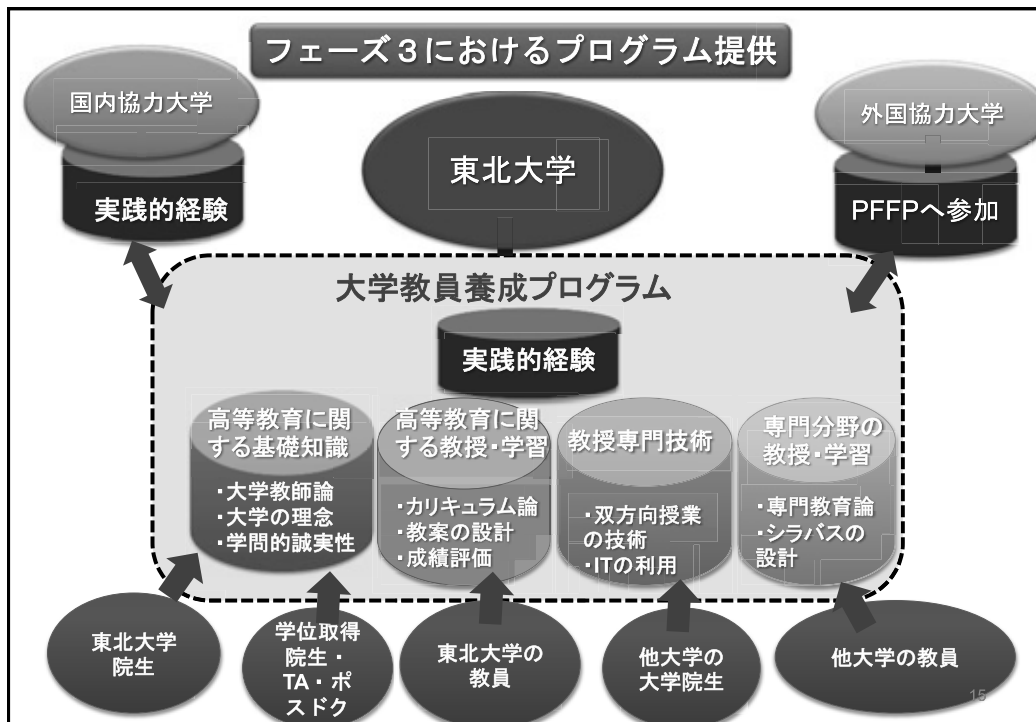 フェーズ３におけるプログラム提供
国内協力大学
実践的経験
東北大学
外国協力大学
PFFPへ参加
大学教員養成プログラム
実践的経験
高等教育に関
する基礎知識
・大学教師論
・大学の理念
・学問的誠実性
高等教育に関
する教授・学習
・カリキュラム論
・教案の設計
・成績評価
教授専門技術
・双方向授業
の技術
・ITの利用
専門分野の
教授・学習
・専門教育論
・シラバスの
設計
東北大学
院生
学位取得
院生・
TA・ポ
スドク
東北大学の
教員
他大学の
大学院生
他大学の教員
15